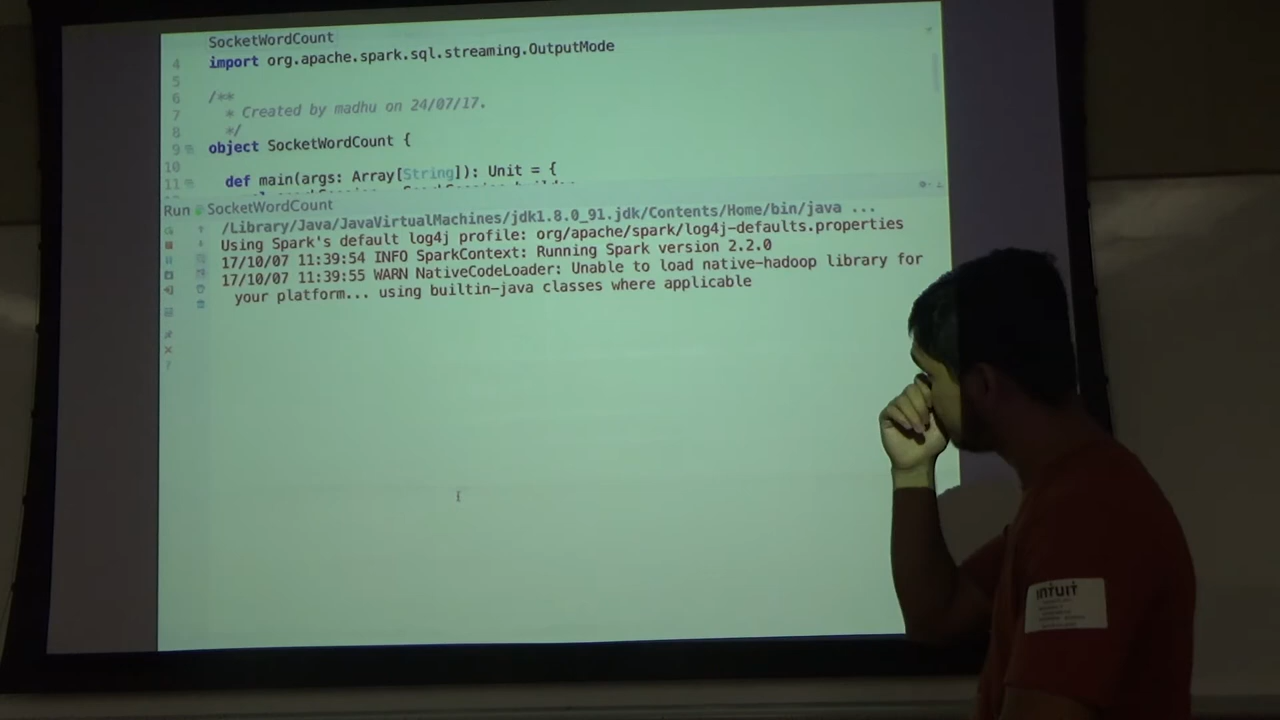 SocketWordCount
4 import org.apache.spark.sql.streaming.OutputMode
5
6 /**
7 * Created by madhu on 24/07/17.
8 */
9 object SocketWordCount {
10
11 def main(args: Array[String]): Unit = {
Run SocketWordCount
/Library/Java/JavaVirtualMachines/jdk1.8.0_91.jdk/Contents/Home/bin/java ...
Using Spark's default log4j profile: org/apache/spark/log4j-defaults.properties
17/10/07 11:39:54 INFO SparkContext: Running Spark version 2.2.0
17/10/07 11:39:55 WARN NativeCodeLoader: Unable to load native-hadoop library for
your platform... using builtin-java classes where applicable
intuit